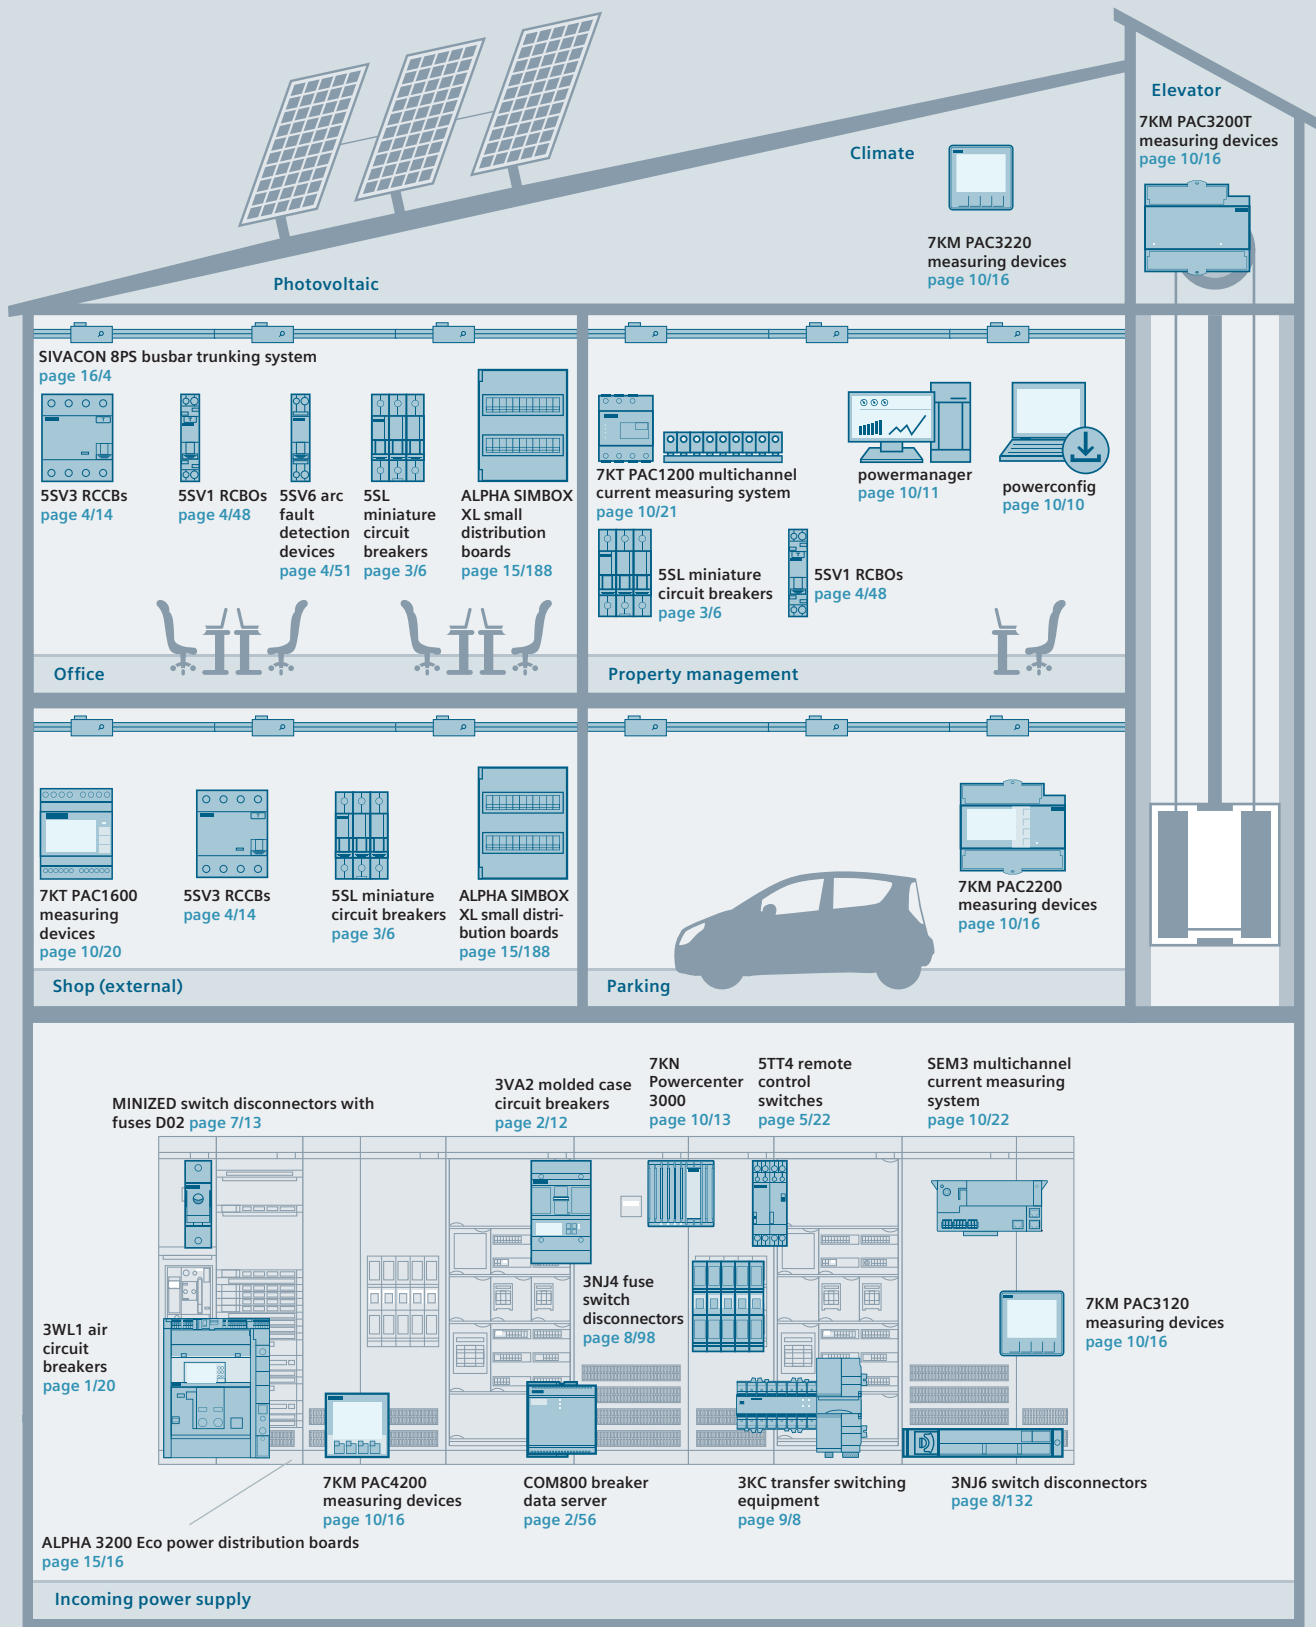 Elevator
7KM PAC3200T
measuring devices
page 10/16
Climate
7KM PAC3220
measuring devices
page 10/16
Photovoltaic
SIVACON 8PS busbar trunking system
page 16/4
5SV3 RCCBs
page 4/14
5SV1 RCBOs
page 4/48
5SV6 arc
fault
detection
devices
page 4/51
5SL
miniature
circuit
breakers
page 3/6
ALPHA SIMBOX
XL small
distribution
boards
page 15/188
Office
7KT PAC1200 multichannel
current measuring system
page 10/21
powermanager
page 10/11
powerconfig
page 10/10
5SL miniature
circuit breakers
page 3/6
5SV1 RCBOs
page 4/48
Property management
7KT PAC1600
measuring
devices
page 10/20
5SV3 RCCBs
page 4/14
5SL miniature
circuit breakers
page 3/6
ALPHA SIMBOX
XL small distri-
bution boards
page 15/188
Shop (external)
7KM PAC2200
measuring devices
page 10/16
Parking
MINIZED switch disconnectors with
fuses D02 page 7/13
3VA2 molded case
circuit breakers
page 2/12
7KN
Powercenter
3000
page 10/13
5TT4 remote
control
switches
page 5/22
SEM3 multichannel
current measuring
system
page 10/22
3NJ4 fuse
switch
disconnectors
page 8/98
3WL1 air
circuit
breakers
page 1/20
7KM PAC3120
measuring devices
page 10/16
7KM PAC4200
measuring devices
page 10/16
COM800 breaker
data server
page 2/56
3KC transfer switching
equipment
page 9/8
3NJ6 switch disconnectors
page 8/132
ALPHA 3200 Eco power distribution boards
page 15/16
Incoming power supply